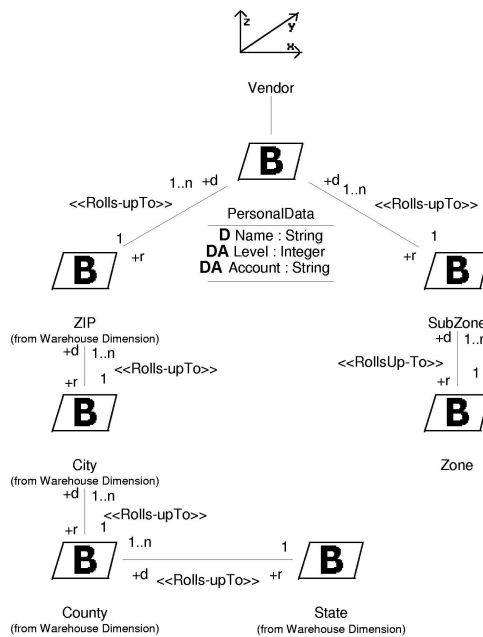 z
y
x
Vendor
B
1..n +d
+d 1..n
<<Rolls-upTo>>
<<Rolls-upTo>>
PersonalData
D Name : String
DA Level : Integer
DA Account : String
1
+r
1
+r
B
B
ZIP
(from Warehouse Dimension)
SubZone
+d 1..n
+d 1..n
<<Rolls-upTo>>
<<RollsUp-To>>
+r 1
+r 1
B
B
City
(from Warehouse Dimension)
Zone
+d 1..n
<<Rolls-upTo>>
+r 1
B
1..n
1
+d <<Rolls-upTo>> +r
B
County
(from Warehouse Dimension)
State
(from Warehouse Dimension)